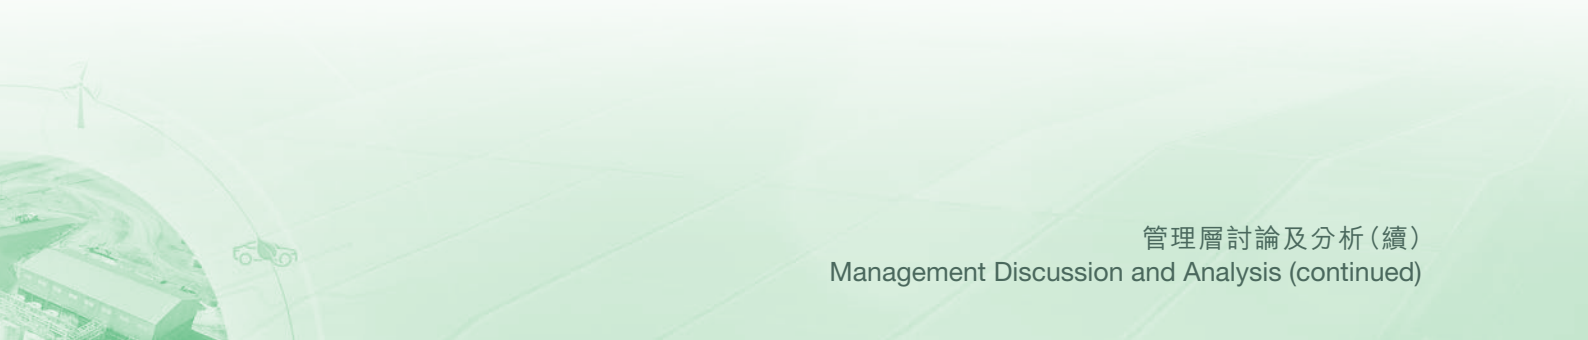 管理層討論及分析（續）
Management Discussion and Analysis (continued)